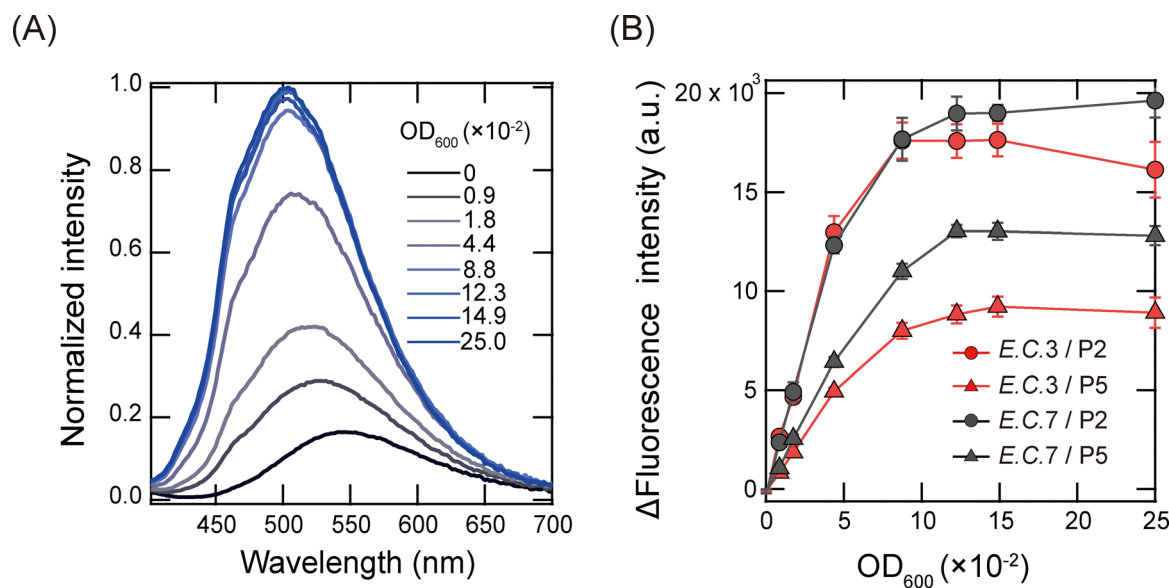 (A)
Normalized intensity
1.0
0.8
0.6
0.4
0.2
0.0
450 500 550 600 650 700
Wavelength (nm)
OD600 (×10-2)
0
0.9
1.8
4.4
8.8
12.3
14.9
25.0
(B)
ΔFluorescence intensity (a.u.)
20 x 10³
15
10
5
0
0 5 10 15 20 25
OD600 (×10-2)
E.C.3 / P2
E.C.3 / P5
E.C.7 / P2
E.C.7 / P5